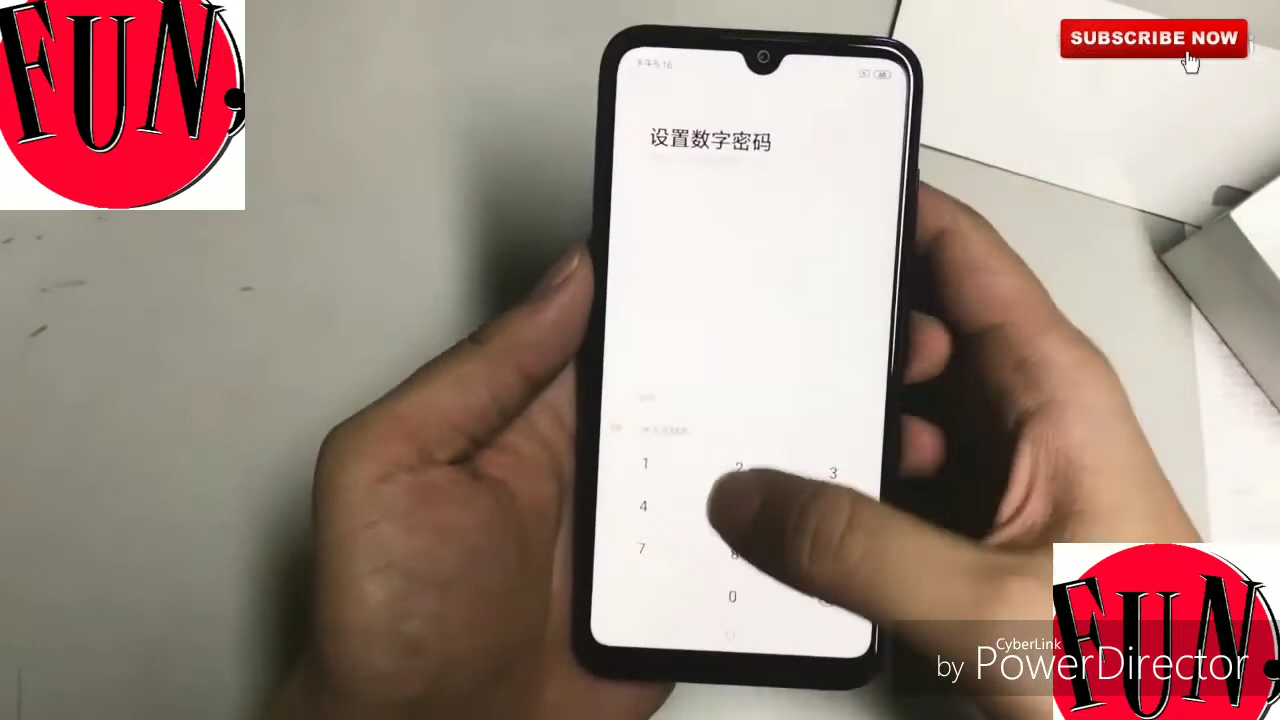 FUN,
SUBSCRIBE NOW
设置数字密码
1
2
3
4
7
0
FUN,
CyberLink
by PowerDirector